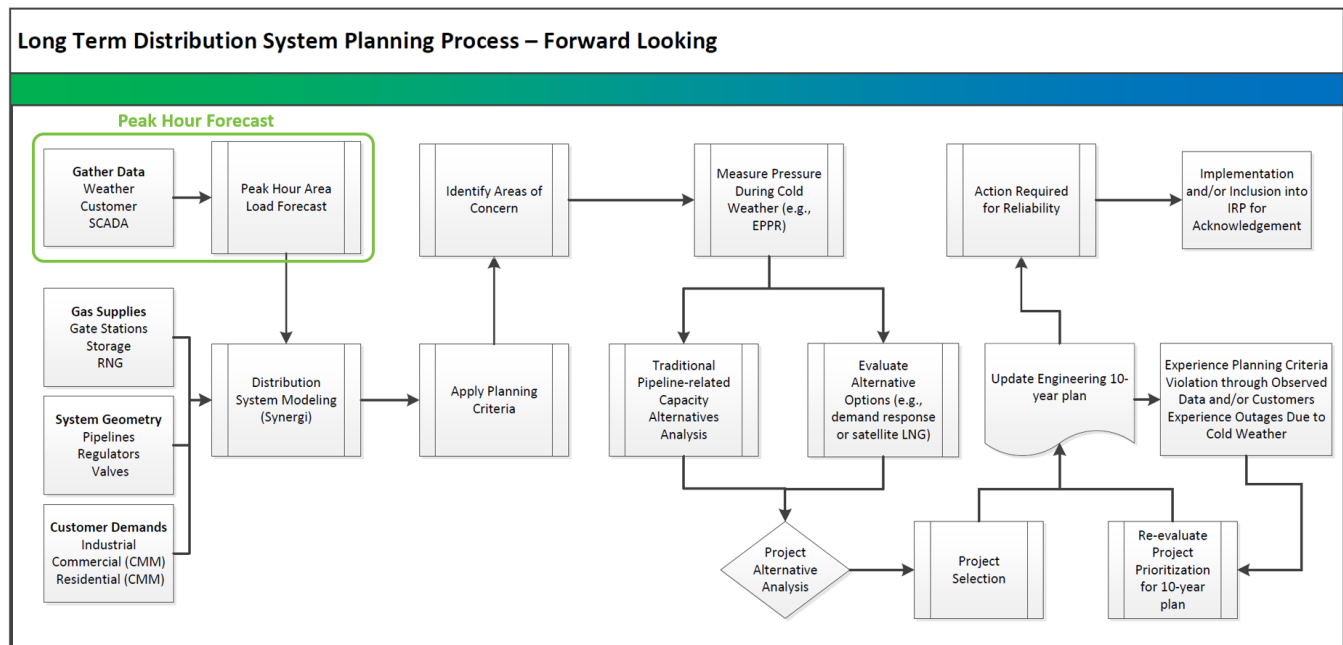 Long Term Distribution System Planning Process – Forward Looking
Peak Hour Forecast
Gather Data
Weather
Customer
SCADA
Peak Hour Area
Load Forecast
Identify Areas of
Concern
Measure Pressure
During Cold
Weather (e.g.,
EPPR)
Action Required
for Reliability
Implementation
and/or Inclusion into
IRP for
Acknowledgement
Gas Supplies
Gate Stations
Storage
RNG
System Geometry
Pipelines
Regulators
Valves
Customer Demands
Industrial
Commercial (CMM)
Residential (CMM)
Distribution
System Modeling
(Synergi)
Apply Planning
Criteria
Traditional
Pipeline-related
Capacity
Alternatives
Analysis
Evaluate
Alternative
Options (e.g.,
demand response
or satellite LNG)
Update Engineering 10-
year plan
Experience Planning Criteria
Violation through Observed
Data and/or Customers
Experience Outages Due to
Cold Weather
Project
Alternative
Analysis
Project
Selection
Re-evaluate
Project
Prioritization
for 10-year
plan